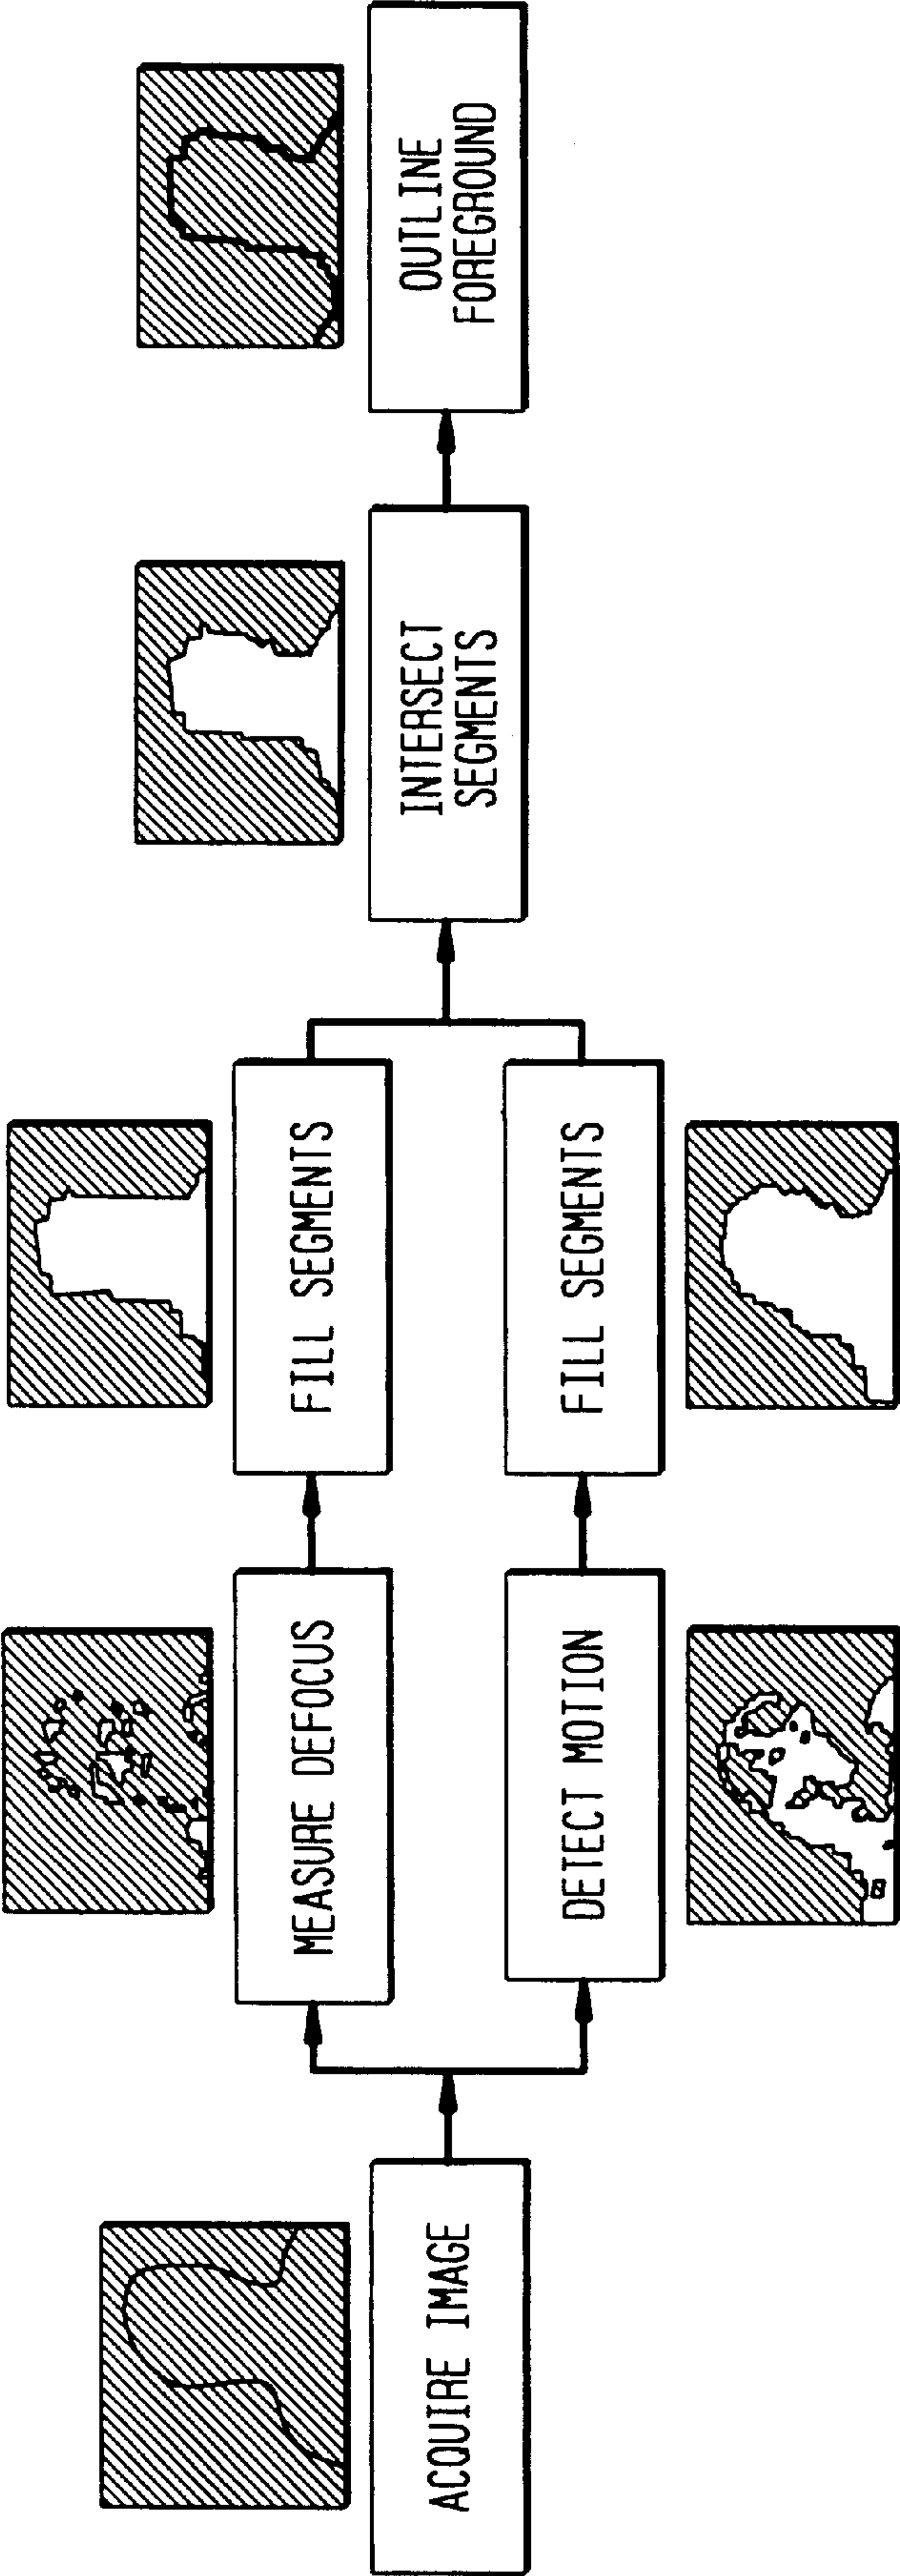 ACQUIRE IMAGE
MEASURE DEFOCUS
DETECT MOTION
FILL SEGMENTS
FILL SEGMENTS
INTERSECT
SEGMENTS
OUTLINE
FOREGROUND